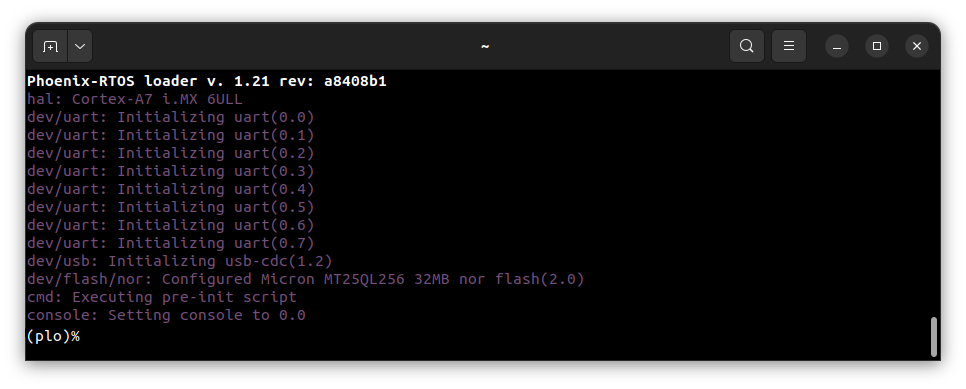 ~
Phoenix-RTOS loader v. 1.21 rev: a8408b1
hal: Cortex-A7 i.MX 6ULL
dev/uart: Initializing uart(0.0)
dev/uart: Initializing uart(0.1)
dev/uart: Initializing uart(0.2)
dev/uart: Initializing uart(0.3)
dev/uart: Initializing uart(0.4)
dev/uart: Initializing uart(0.5)
dev/uart: Initializing uart(0.6)
dev/uart: Initializing uart(0.7)
dev/usb: Initializing usb-cdc(1.2)
dev/flash/nor: Configured Micron MT25QL256 32MB nor flash(2.0)
cmd: Executing pre-init script
console: Setting console to 0.0
(plo)%